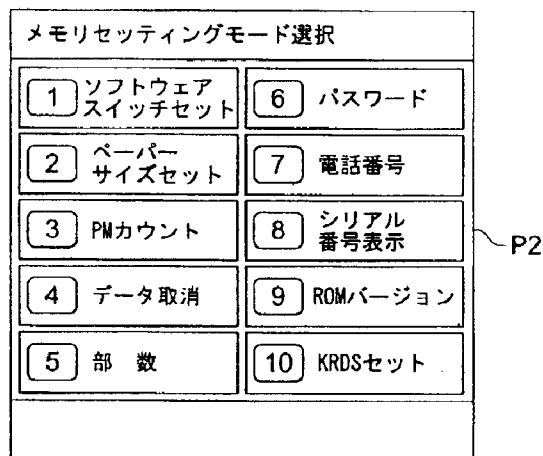 メモリセッティングモード選択
1 ソフトウェア
スイッチセット
2 ペーパー
サイズセット
3 PMカウント
4 データ取消
5 部 数
6 パスワード
7 電話番号
8 シリアル
番号表示
9 ROMバージョン
10 KRDSセット
P2